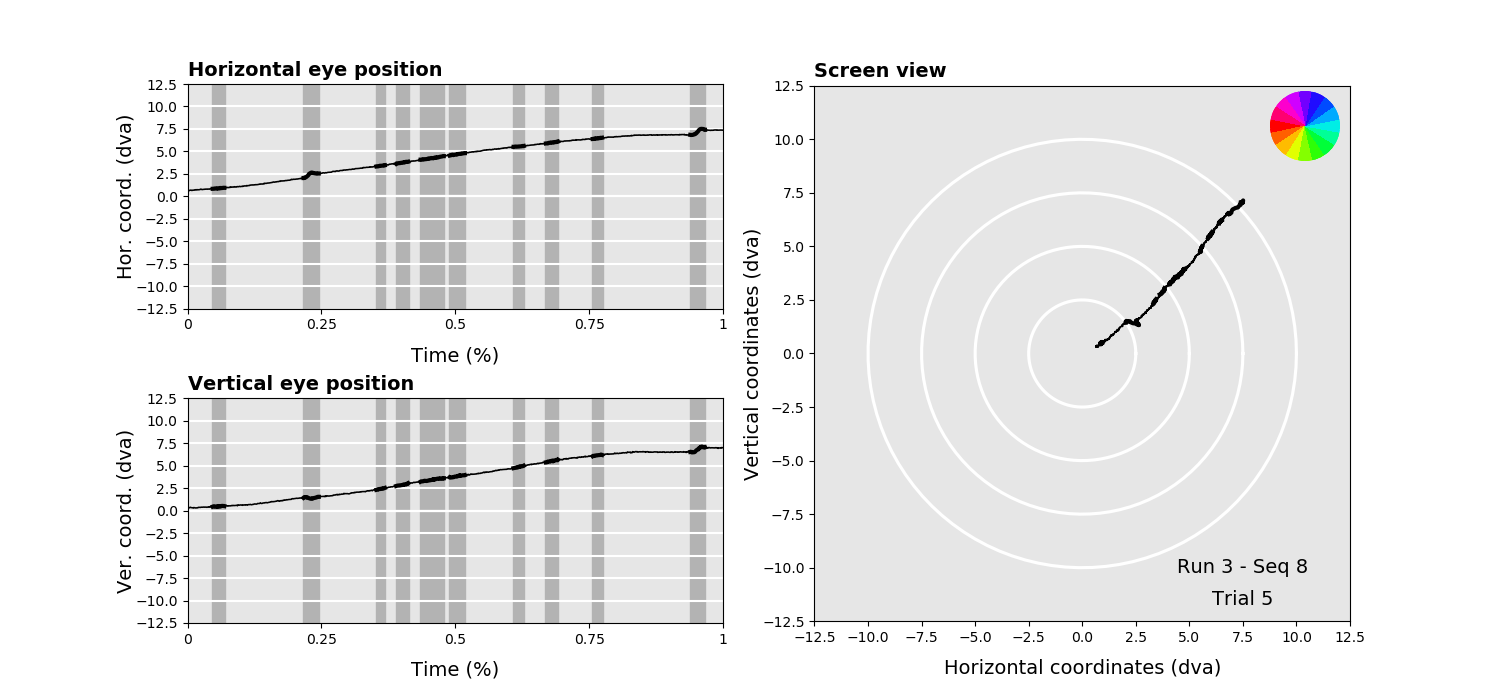 Horizontal eye position
Hor. coord. (dva)
12.5
10.0
7.5
5.0
2.5
0.0
−2.5
−5.0
−7.5
−10.0
−12.5
0 0.25 0.5 0.75 1
Time (%)
Vertical eye position
Ver. coord. (dva)
12.5
10.0
7.5
5.0
2.5
0.0
−2.5
−5.0
−7.5
−10.0
−12.5
0 0.25 0.5 0.75 1
Time (%)
Screen view
Vertical coordinates (dva)
12.5
10.0
7.5
5.0
2.5
0.0
−2.5
−5.0
−7.5
−10.0
−12.5
Run 3 - Seq 8
Trial 5
−12.5 −10.0 −7.5 −5.0 −2.5 0.0 2.5 5.0 7.5 10.0 12.5
Horizontal coordinates (dva)